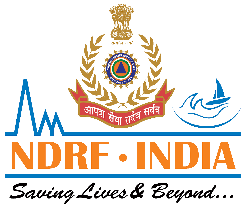 आपदा सेवा सदैव सर्वत्र
NDRF · INDIA
Saving Lives & Beyond...